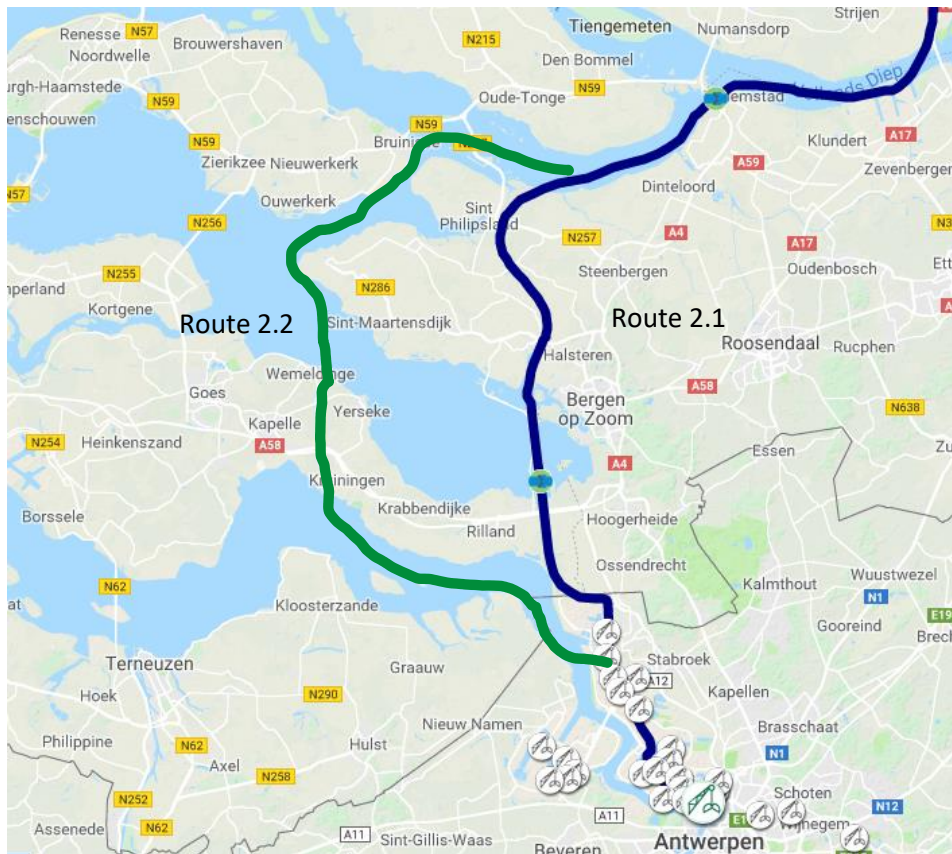 Renesse
N57
Noordwelle
Brouwershaven
N215
Tiengemeten
Numansdorp
Strijen
Den Bommel
N59
Oude-Tonge
N59
N59
N59
Bruinisse
Zierikzee
Nieuwerkerk
Klundert
A17
A59
Zevenbergen
Ouwerkerk
Dinteloord
N57
N256
Sint
Philipsland
N257
A4
A17
Oudenbosch
N255
Steenbergen
N286
Kortgene
Route 2.2
Sint-Maartensdijk
Route 2.1
Roosendaal
Rucphen
Halsteren
Wemeldinge
Goes
A58
Bergen
op Zoom
Yerseke
Kapelle
N638
N254
Heinkenszand
A58
Essen
A4
Krabbendijke
Borssele
Rilland
Hoogerheide
Ossendrecht
N62
Kalmthout
Wuustwezel
Kloosterzande
N1
Gooreind
E19
Terneuzen
Graauw
Stabroek
A12
Kapellen
Hoek
N290
Nieuw Namen
Brasschaat
Philippine
N62
Hulst
N1
Axel
N258
N252
Schoten
N12
A11
Assenede
N62
A11
Sint-Gillis-Waas
Antwerpen
Beveren